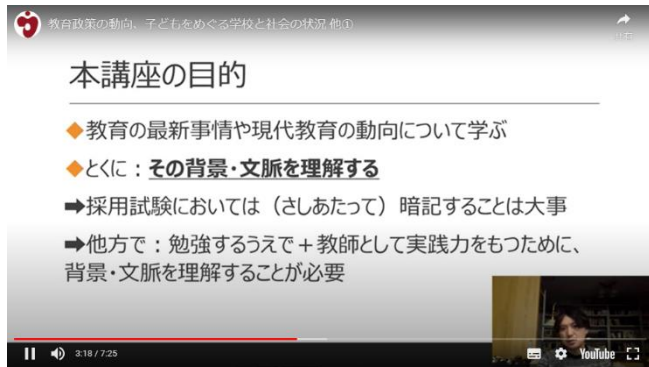 教育政策の動向、子どもをめぐる学校と社会の状況 他①
共有
本講座の目的
◆教育の最新事情や現代教育の動向について学ぶ
◆とくに：その背景・文脈を理解する
➡採用試験においては（さしあたって）暗記することは大事
➡他方で：勉強するうえで＋教師として実践力をもつために、
背景・文脈を理解することが必要
3:18 / 7:25
YouTube